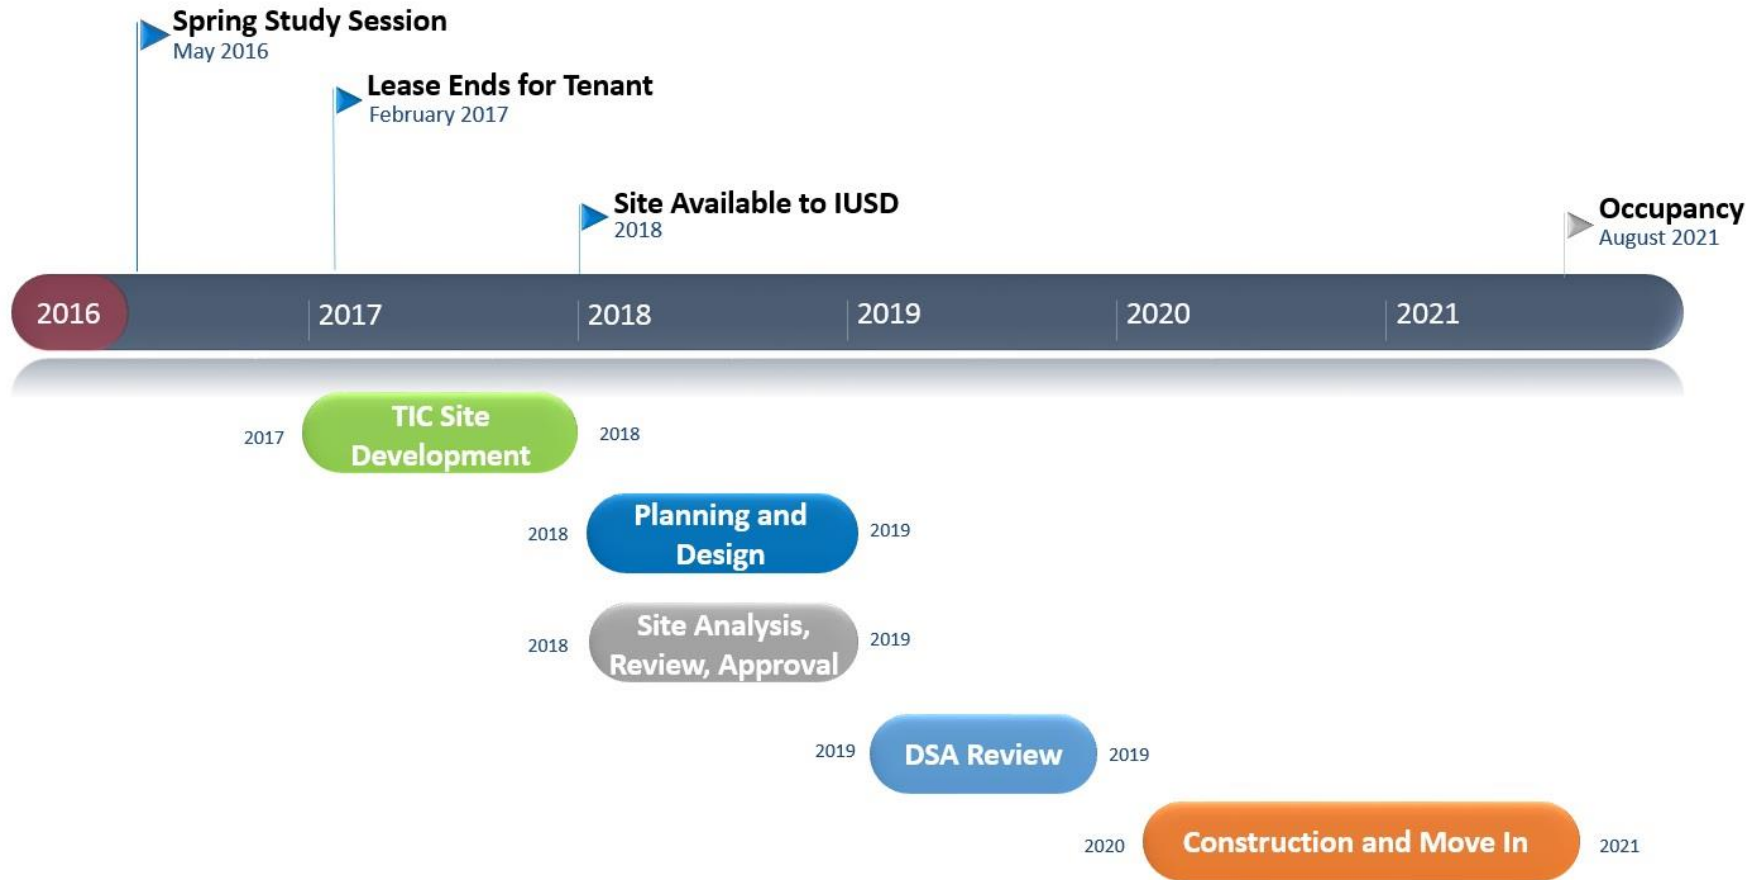 Spring Study Session
May 2016
Lease Ends for Tenant
February 2017
Site Available to IUSD
2018
Occupancy
August 2021
2016
2017
2018
2019
2020
2021
2017
TIC Site
Development
2018
2018
Planning and
Design
2019
2018
Site Analysis,
Review, Approval
2019
2019
DSA Review
2019
2020
Construction and Move In
2021